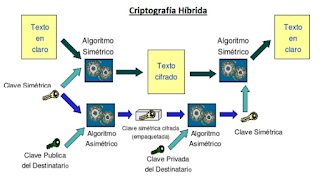 Criptografía Híbrida
Texto
en
claro
Algoritmo
Simétrico
Texto
cifrado
Algoritmo
Simétrico
Texto
en
claro
Clave Simétrica
Algoritmo
Asimétrico
Clave simétrica cifrada
(empaquetada)
Algoritmo
Asimétrico
Clave Simétrica
Clave Publica
del Destinatario
Clave Privada
del Destinatario